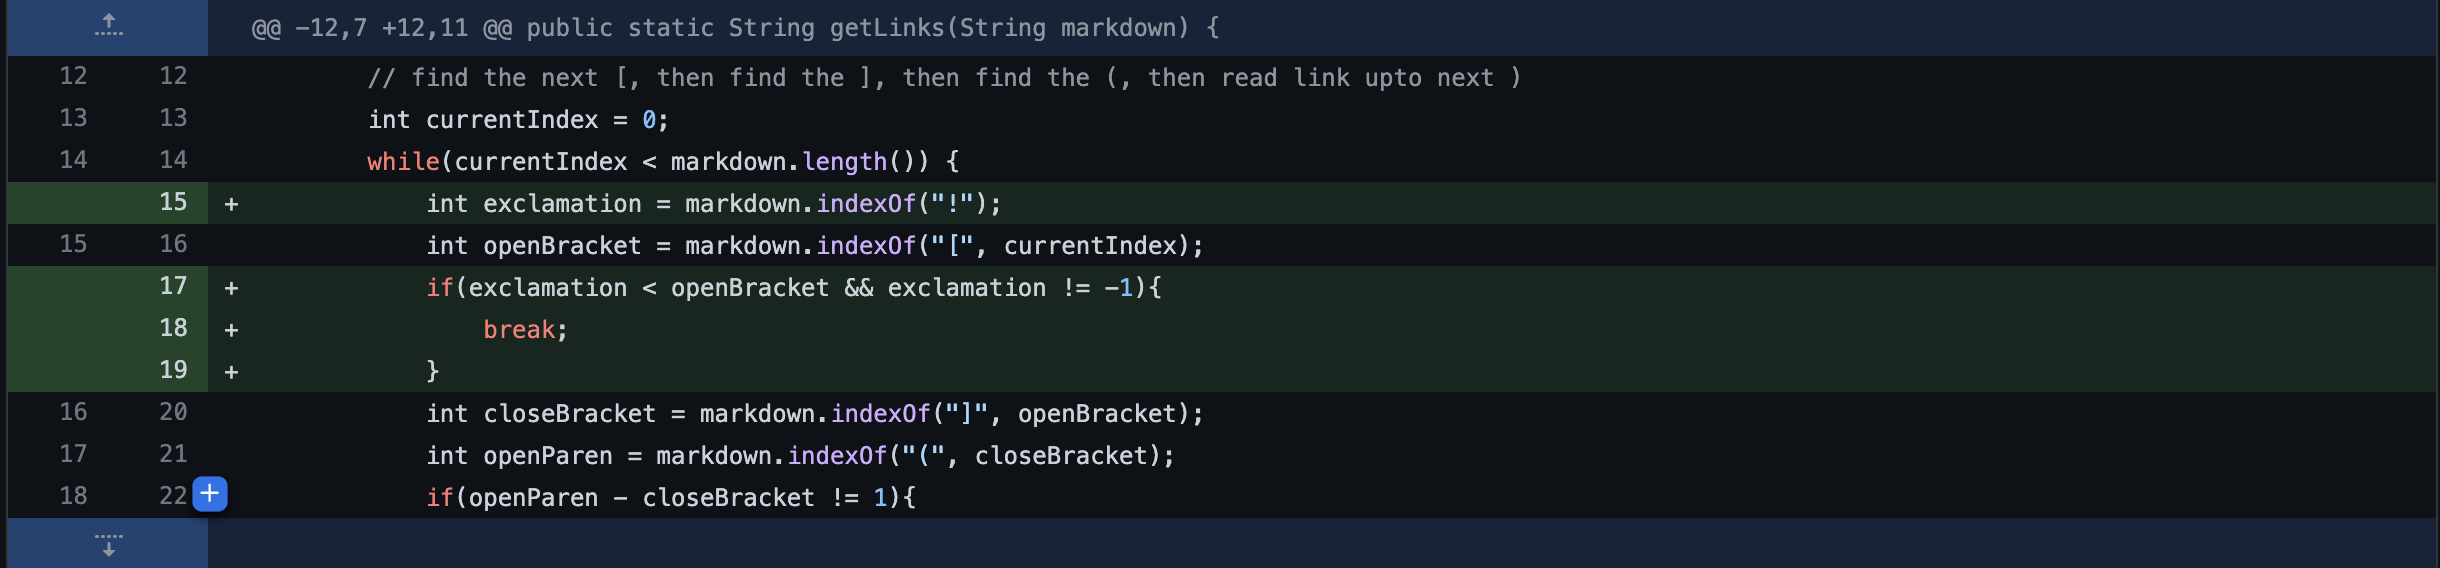 @@ -12,7 +12,11 @@ public static String getLinks(String markdown) {
12 12 // find the next [, then find the ], then find the (, then read link upto next )
13 13 int currentIndex = 0;
14 14 while(currentIndex < markdown.length()) {
15 + int exclamation = markdown.indexOf("!");
15 16 int openBracket = markdown.indexOf("[", currentIndex);
17 + if(exclamation < openBracket && exclamation != -1){
18 + break;
19 + }
16 20 int closeBracket = markdown.indexOf("]", openBracket);
17 21 int openParen = markdown.indexOf("(", closeBracket);
18 22 + if(openParen - closeBracket != 1){